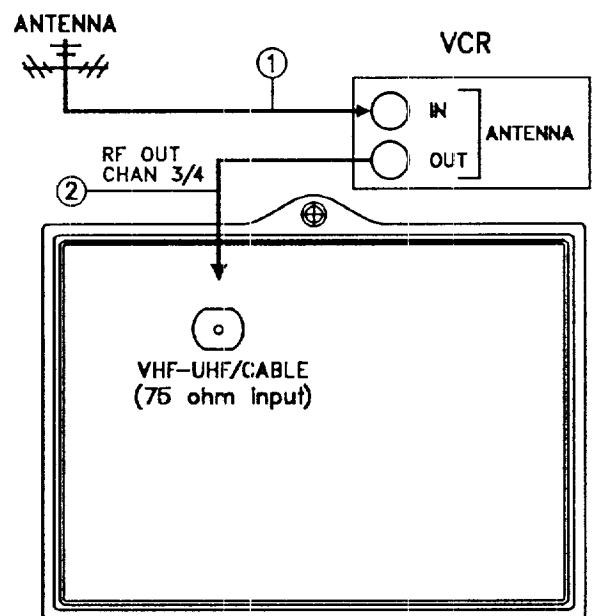 ANTENNA
VCR
1
IN
ANTENNA
OUT
RF OUT
CHAN 3/4
2
VHF-UHF/CABLE
(75 ohm input)